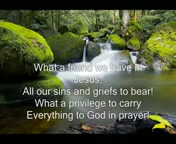 What a friend we have in
Jesus,
All our sins and griefs to bear!
What a privilege to carry
Everything to God in prayer!